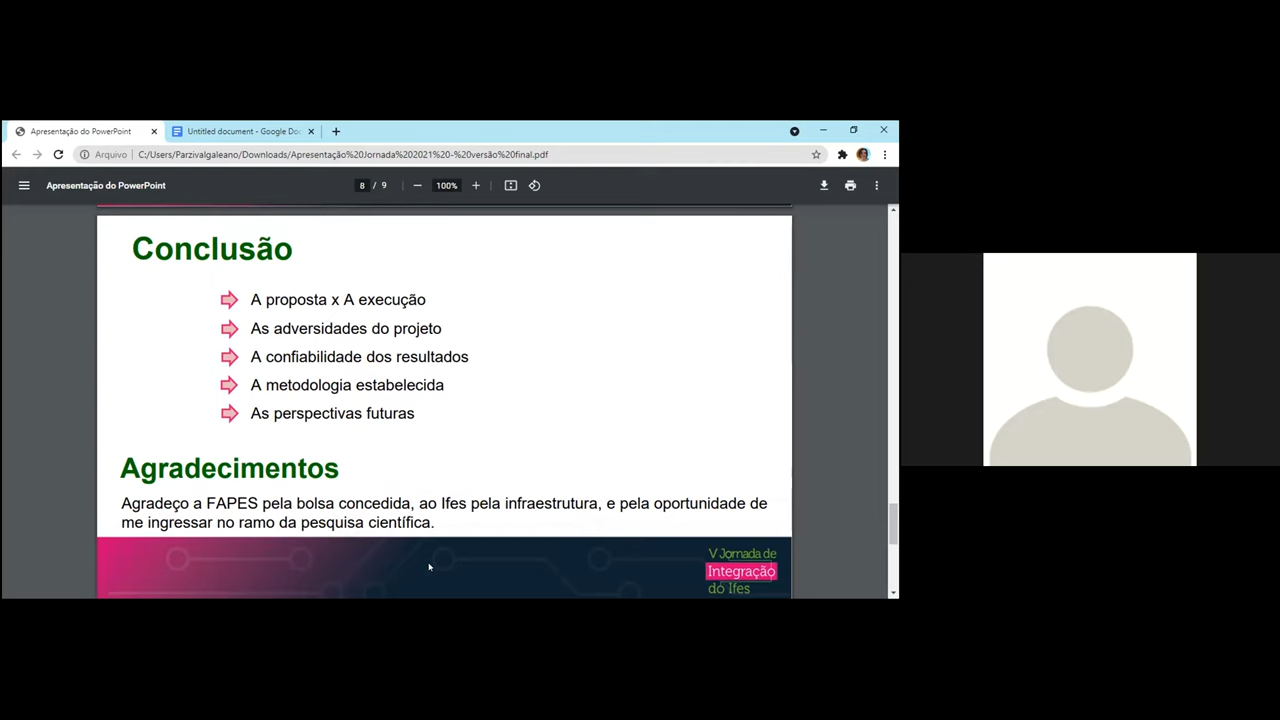 Apresentação do PowerPoint
Untitled document - Google Doc
Arquivo C:/Users/Parzivalgaleano/Downloads/Apresentação%20Jornada%202021%20-%20versão%20final.pdf
Apresentação do PowerPoint 8 / 9 100%
Conclusão
A proposta x A execução
As adversidades do projeto
A confiabilidade dos resultados
A metodologia estabelecida
As perspectivas futuras
Agradecimentos
Agradeço a FAPES pela bolsa concedida, ao Ifes pela infraestrutura, e pela oportunidade de
me ingressar no ramo da pesquisa científica.
V Jornada de
Integração
do Ifes